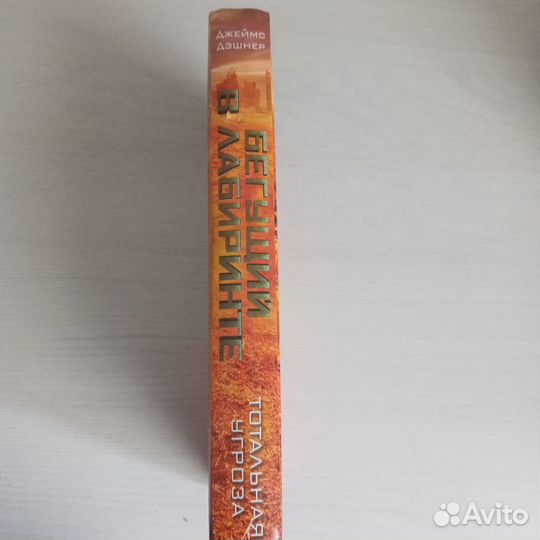 ДЖЕЙМС
ДЭШНЕР
БЕГУЩИЙ
В ЛАБИРИНТЕ
ТОТАЛЬНАЯ
УГРОЗА
Avito